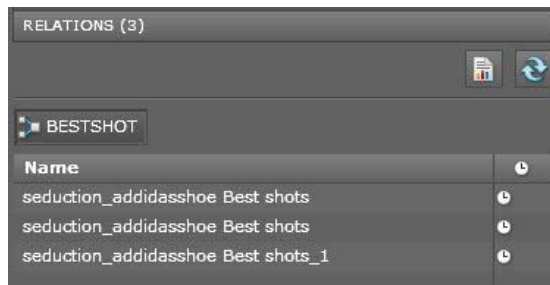 RELATIONS (3)
BESTSHOT
Name
seduction_addidasshoe Best shots
seduction_addidasshoe Best shots
seduction_addidasshoe Best shots_1